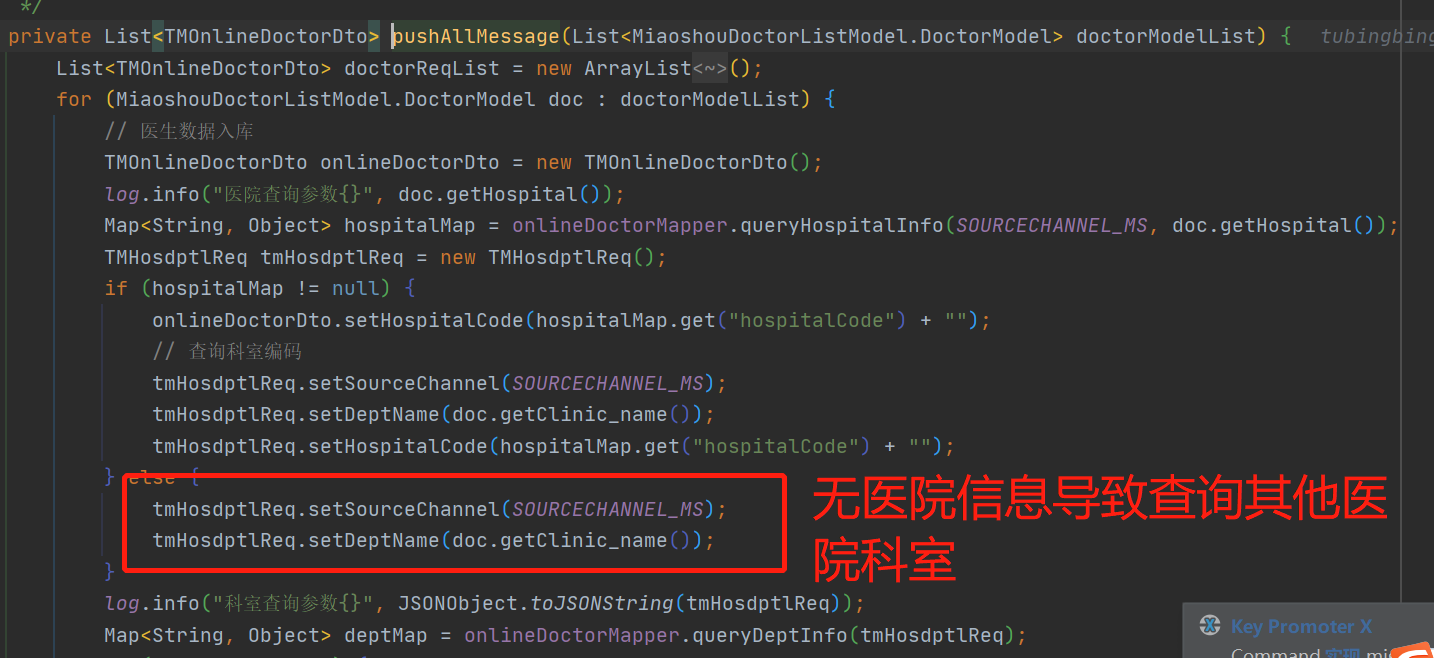 */
private List<TMOnlineDoctorDto> pushAllMessage(List<MiaoshouDoctorListModel.DoctorModel> doctorModelList) { tubingbing
List<TMOnlineDoctorDto> doctorReqList = new ArrayList<~>();
for (MiaoshouDoctorListModel.DoctorModel doc : doctorModelList) {
// 医生数据入库
TMOnlineDoctorDto onlineDoctorDto = new TMOnlineDoctorDto();
log.info("医院查询参数{}", doc.getHospital());
Map<String, Object> hospitalMap = onlineDoctorMapper.queryHospitalInfo(SOURCECHANNEL_MS, doc.getHospital());
TMHosdptlReq tmHosdptlReq = new TMHosdptlReq();
if (hospitalMap != null) {
onlineDoctorDto.setHospitalCode(hospitalMap.get("hospitalCode") + "");
// 查询科室编码
tmHosdptlReq.setSourceChannel(SOURCECHANNEL_MS);
tmHosdptlReq.setDeptName(doc.getClinic_name());
tmHosdptlReq.setHospitalCode(hospitalMap.get("hospitalCode") + "");
} else {
tmHosdptlReq.setSourceChannel(SOURCECHANNEL_MS);
tmHosdptlReq.setDeptName(doc.getClinic_name());
}
无医院信息导致查询其他医
院科室
log.info("科室查询参数{}", JSONObject.toJSONString(tmHosdptlReq));
Map<String, Object> deptMap = onlineDoctorMapper.queryDeptInfo(tmHosdptlReq);
Key Promoter X
Command 实现